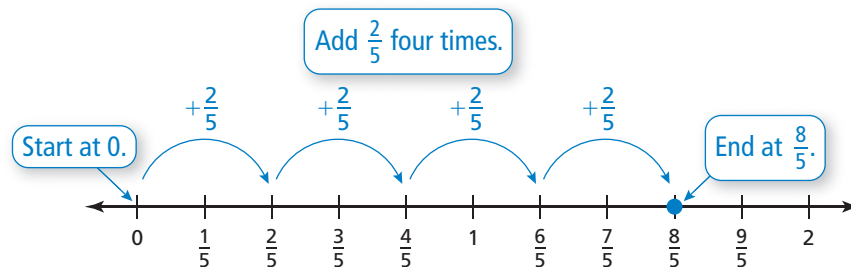 Add 2/5 four times.
+2/5 +2/5 +2/5 +2/5
Start at 0.
End at 8/5.
0 1/5 2/5 3/5 4/5 1 6/5 7/5 8/5 9/5 2